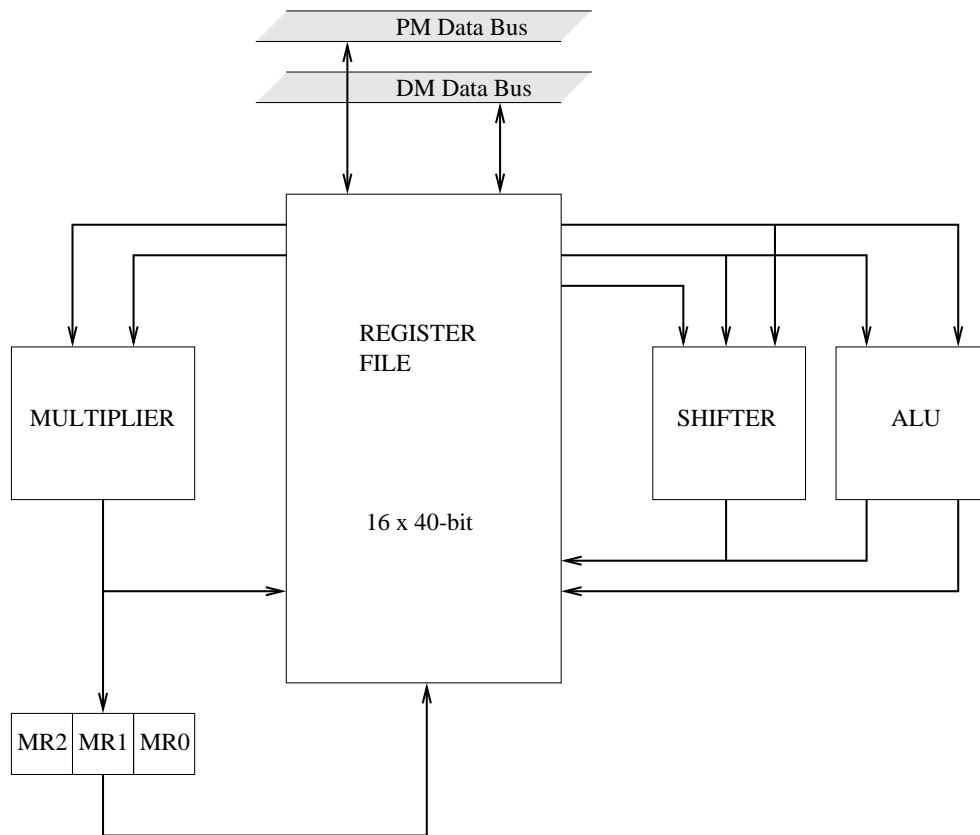 PM Data Bus
DM Data Bus
REGISTER
FILE
MULTIPLIER
SHIFTER
ALU
16 x 40-bit
MR2 MR1 MR0